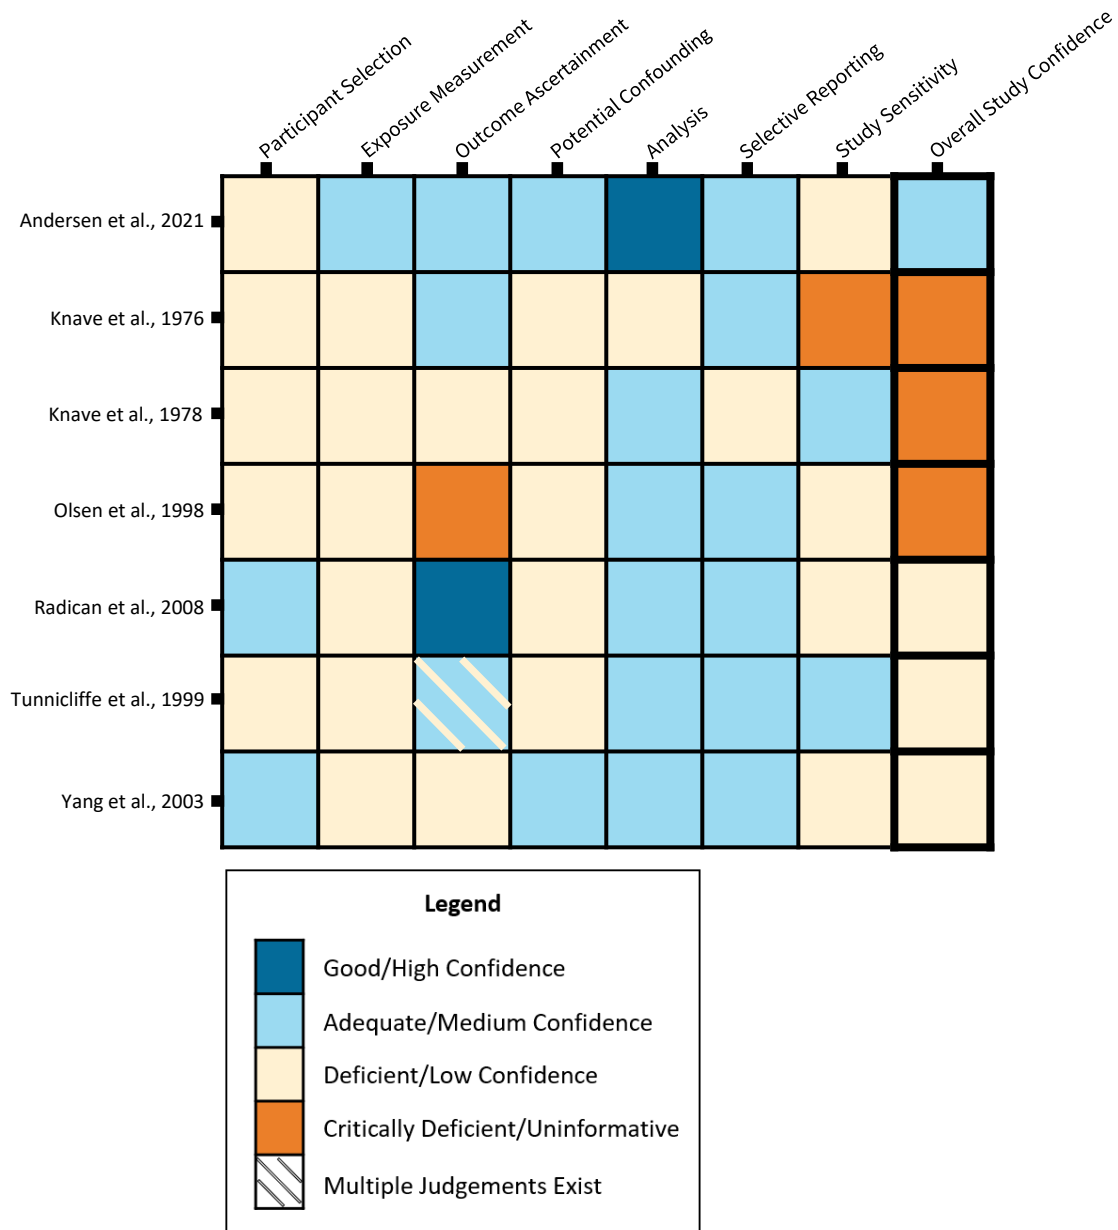 Participant Selection
Exposure Measurement
Outcome Ascertainment
Potential Confounding
Analysis
Selective Reporting
Study Sensitivity
Overall Study Confidence
Andersen et al., 2021
Knave et al., 1976
Knave et al., 1978
Olsen et al., 1998
Radican et al., 2008
Tunnicliffe et al., 1999
Yang et al., 2003
Legend
Good/High Confidence
Adequate/Medium Confidence
Deficient/Low Confidence
Critically Deficient/Uninformative
Multiple Judgements Exist